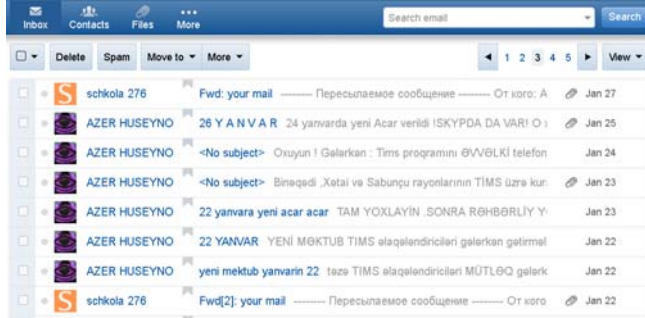 Inbox Contacts Files More Search email Search
Delete Spam Move to More 1 2 3 4 5 View
schkola 276 Fwd: your mail -------- Пересылаемое сообщение -------- От кого: А Jan 27
AZER HUSEYNO 26 Y A N V A R 24 yanvarda yeni Acar verildi !SKYPDA DA VAR! O Jan 25
AZER HUSEYNO <No subject> Oxuyun ! Gələrkən : Tims proqramını ƏVVƏLKİ telefon Jan 24
AZER HUSEYNO <No subject> Binəqədi ,Xətai və Sabunçu rayonlarının TİMS üzrə kur Jan 23
AZER HUSEYNO 22 yanvara yeni acar acar TAM YOXLAYİN .SONRA RƏHBƏRLİY Y Jan 23
AZER HUSEYNO 22 YANVAR YENİ MƏKTUB TIMS əlaqələndiriciləri gələrkən gətirməl Jan 22
AZER HUSEYNO yeni mektub yanvarin 22 təzə TIMS əlaqələndiriciləri MÜTLƏQ gələrk Jan 22
schkola 276 Fwd[2]: your mail -------- Пересылаемое сообщение -------- От кого Jan 22